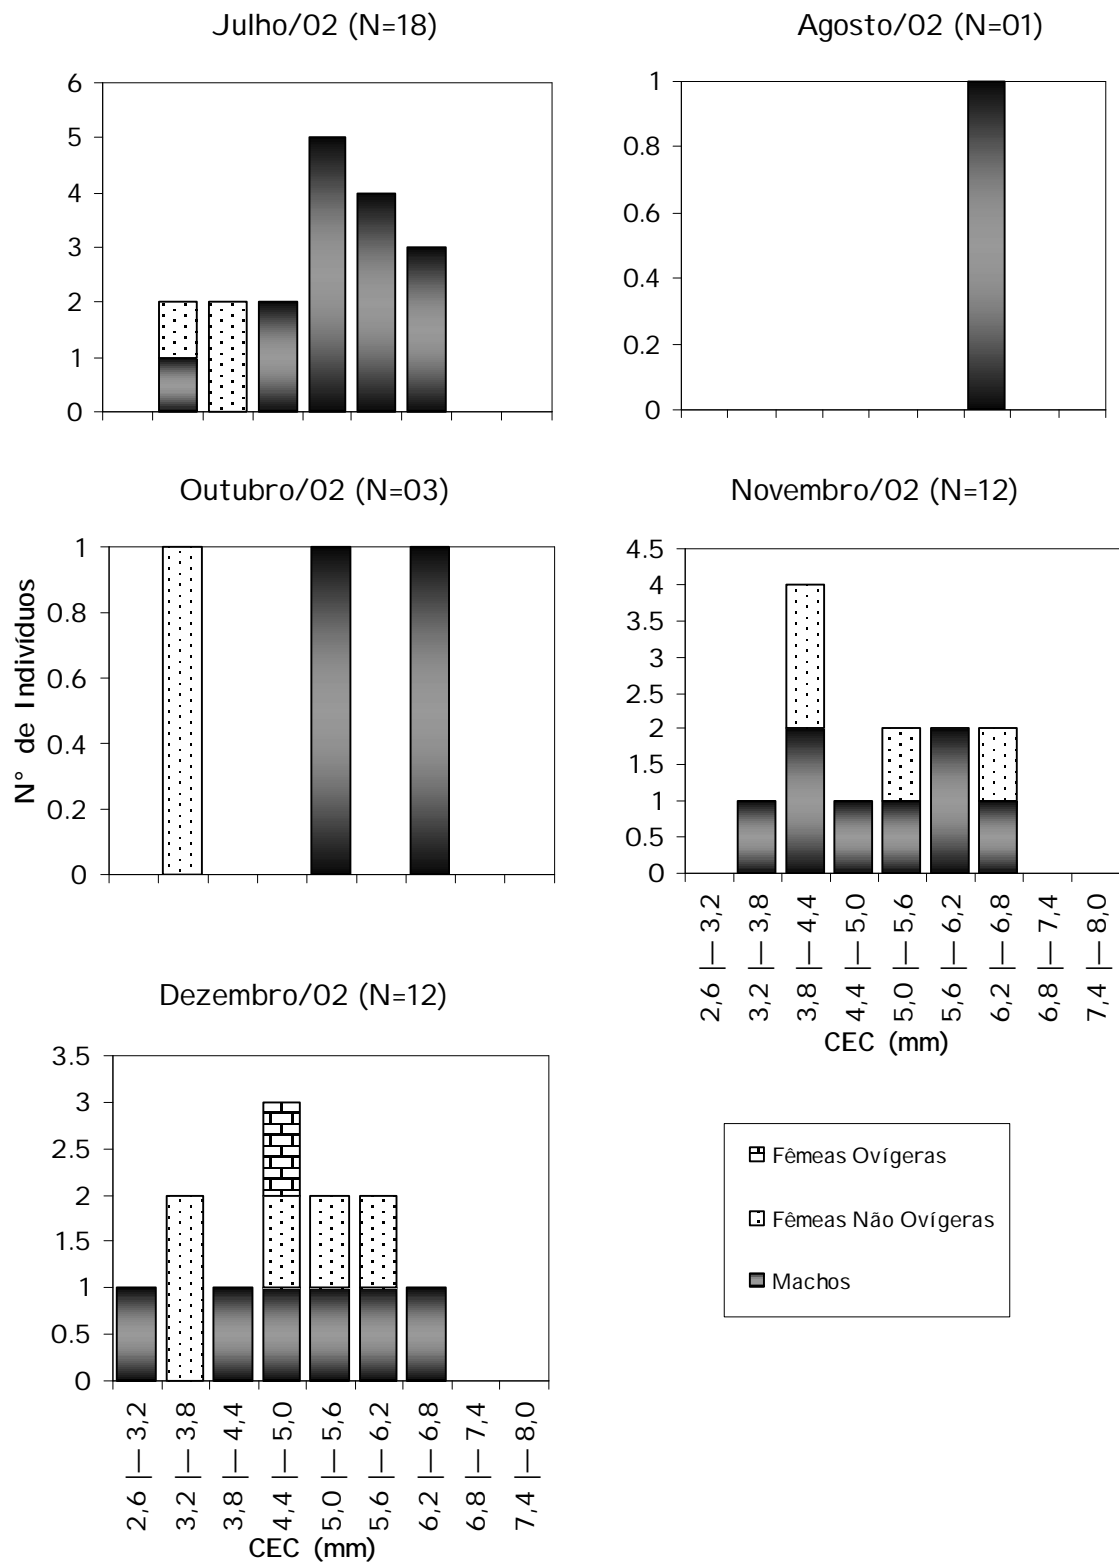 Julho/02 (N=18)
6
5
4
3
2
1
0
Agosto/02 (N=01)
1
0.8
0.6
0.4
0.2
0
Outubro/02 (N=03)
1
0.8
0.6
0.4
0.2
0
N° de Indivíduos
Novembro/02 (N=12)
4.5
4
3.5
3
2.5
2
1.5
1
0.5
0
2,6 |— 3,2
3,2 |— 3,8
3,8 |— 4,4
4,4 |— 5,0
5,0 |— 5,6
5,6 |— 6,2
6,2 |— 6,8
6,8 |— 7,4
7,4 |— 8,0
CEC (mm)
Dezembro/02 (N=12)
3.5
3
2.5
2
1.5
1
0.5
0
2,6 |— 3,2
3,2 |— 3,8
3,8 |— 4,4
4,4 |— 5,0
5,0 |— 5,6
5,6 |— 6,2
6,2 |— 6,8
6,8 |— 7,4
7,4 |— 8,0
CEC (mm)
Fêmeas Ovígeras
Fêmeas Não Ovígeras
Machos